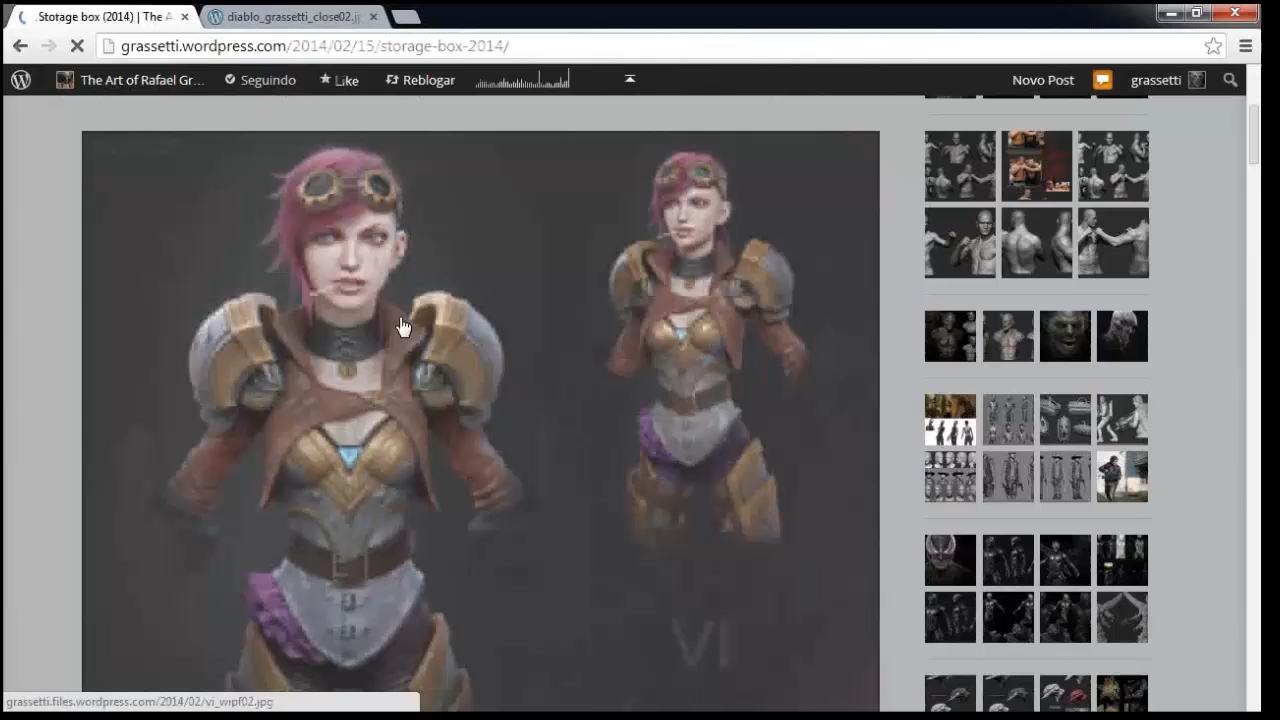 Storage box (2014) | The A
diablo_grassetti_close02.jp
grassetti.wordpress.com/2014/02/15/storage-box-2014/
The Art of Rafael Gr... Seguindo Like Reblogar Novo Post grassetti
VI
grassetti.files.wordpress.com/2014/02/vi_wipf02.jpg